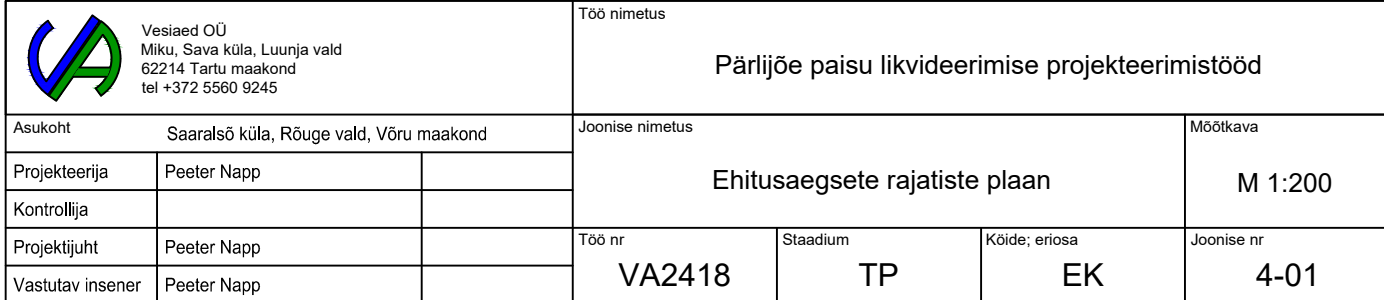 Vesiaed OÜ
Miku, Sava küla, Luunja vald
62214 Tartu maakond
tel +372 5560 9245
Töö nimetus
Pärlijõe paisu likvideerimise projekteerimistööd
Asukoht
Saaralsõ küla, Rõuge vald, Võru maakond
Projekteerija
Peeter Napp
Kontrollija
Projektijuht
Peeter Napp
Vastutav insener
Peeter Napp
Joonise nimetus
Ehitusaegsete rajatiste plaan
Mõõtkava
M 1:200
Töö nr
VA2418
Staadium
TP
Köide; eriosa
EK
Joonise nr
4-01